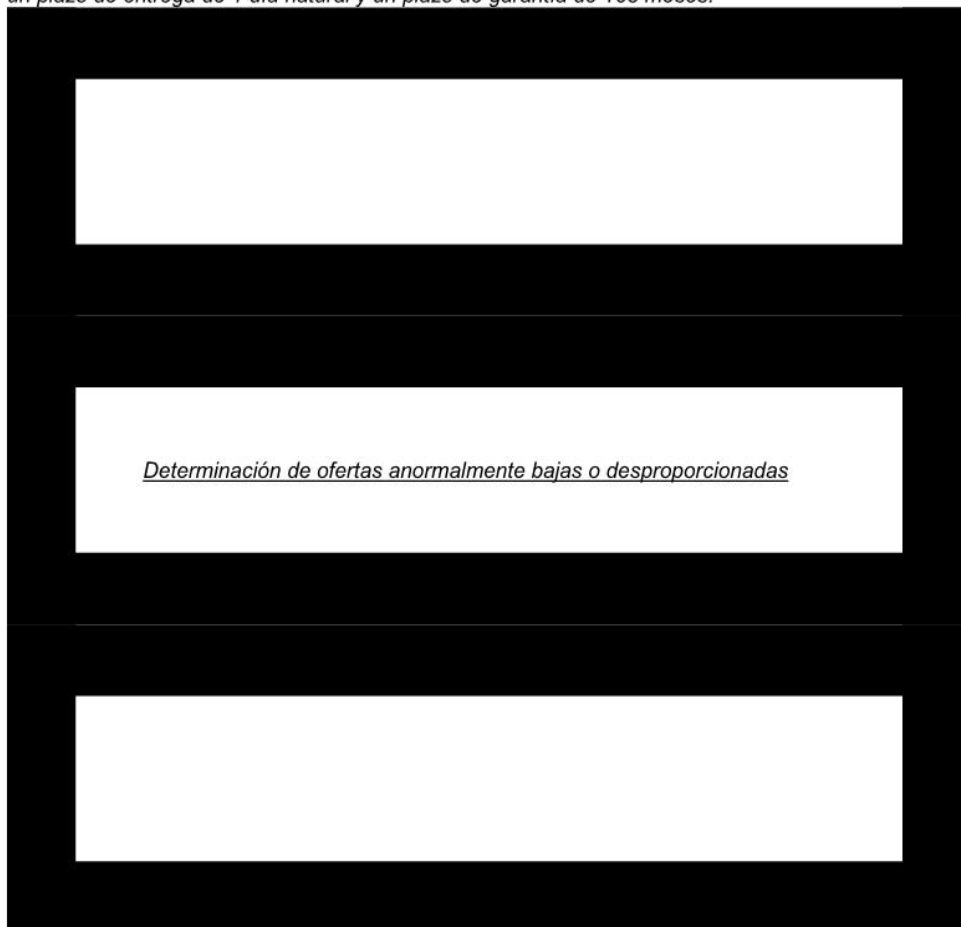 un plazo de entrega de 1 día natural y un plazo de garantía de
Determinación de ofertas anormalmente bajas o desproporcionadas